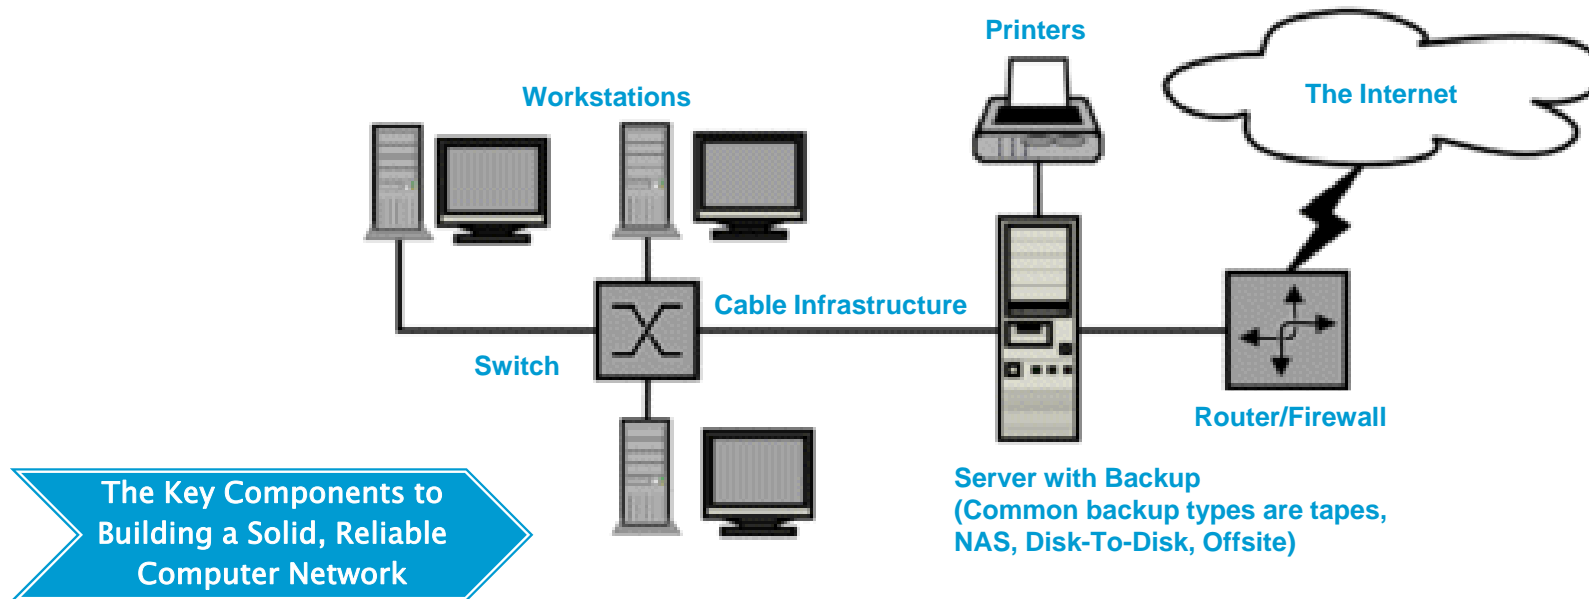 Printers
The Internet
Workstations
Cable Infrastructure
Switch
Router/Firewall
Server with Backup
(Common backup types are tapes,
NAS, Disk-To-Disk, Offsite)
The Key Components to
Building a Solid, Reliable
Computer Network